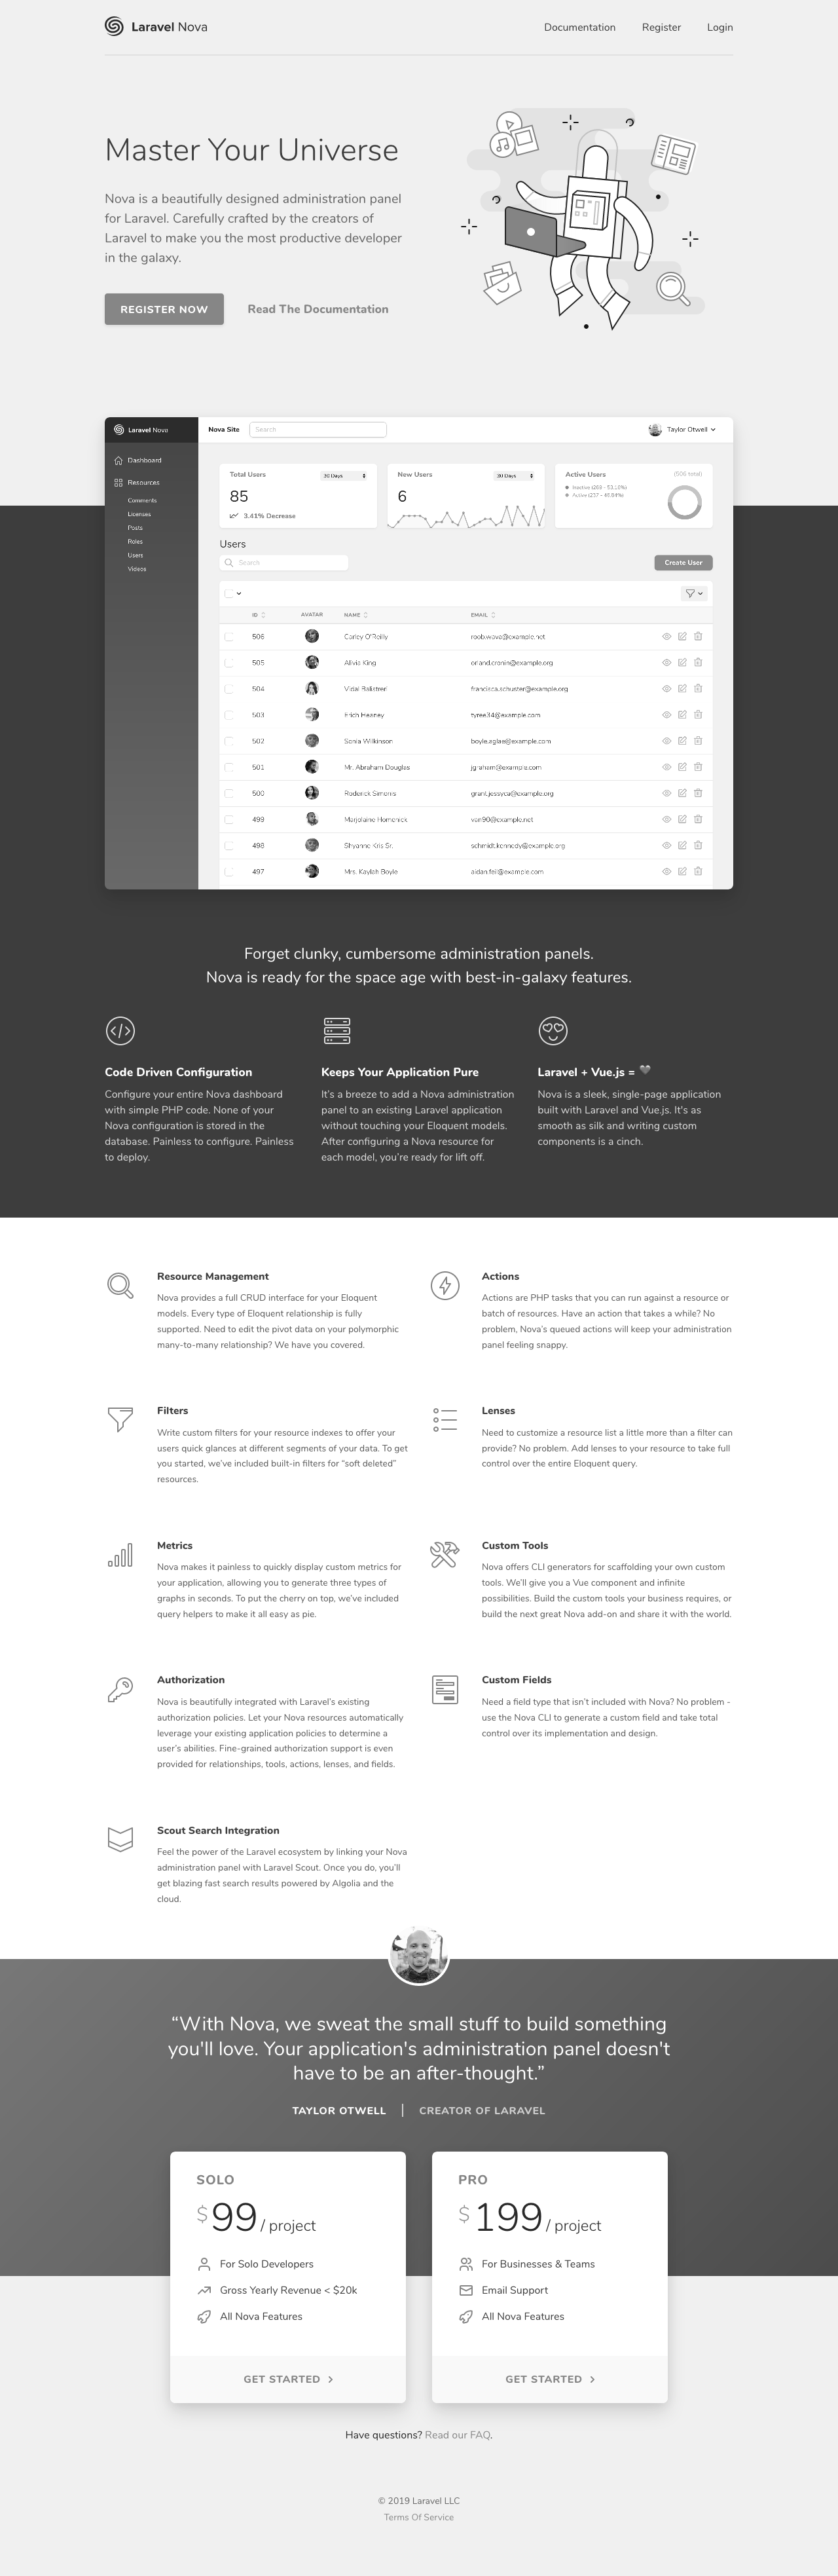 Laravel Nova
Documentation
Register
Login
Master Your Universe
Nova is a beautifully designed administration panel
for Laravel. Carefully crafted by the creators of
Laravel to make you the most productive developer
in the galaxy.
REGISTER NOW
Read The Documentation
Laravel Nova
Nova Site
Search
Taylor Otwell
Dashboard
Resources
Comments
Licenses
Posts
Roles
Users
Videos
Total Users
30 Days
85
3.41% Decrease
New Users
30 Days
6
Active Users
(506 total)
Inactive (269 - 53.16%)
Active (237 - 46.84%)
Users
Search
Create User
ID
AVATAR
NAME
EMAIL
506
Carley O'Reilly
roob.wava@example.net
505
Alivia King
orland.cronin@example.org
504
Vidal Balistreri
francisca.schuster@example.org
503
Erich Heaney
tyree34@example.com
502
Sonia Wilkinson
boyle.aglae@example.com
501
Mr. Abraham Douglas
jgraham@example.com
500
Roderick Simonis
grant.jessyca@example.org
499
Marjolaine Homenick
van90@example.net
498
Shyanne Kris Sr.
schmidt.kennedy@example.org
497
Mrs. Kaylah Boyle
aidan.feil@example.com
Forget clunky, cumbersome administration panels.
Nova is ready for the space age with best-in-galaxy features.
Code Driven Configuration
Configure your entire Nova dashboard
with simple PHP code. None of your
Nova configuration is stored in the
database. Painless to configure. Painless
to deploy.
Keeps Your Application Pure
It's a breeze to add a Nova administration
panel to an existing Laravel application
without touching your Eloquent models.
After configuring a Nova resource for
each model, you're ready for lift off.
Laravel + Vue.js = 🖤
Nova is a sleek, single-page application
built with Laravel and Vue.js. It's as
smooth as silk and writing custom
components is a cinch.
Resource Management
Nova provides a full CRUD interface for your Eloquent
models. Every type of Eloquent relationship is fully
supported. Need to edit the pivot data on your polymorphic
many-to-many relationship? We have you covered.
Actions
Actions are PHP tasks that you can run against a resource or
batch of resources. Have an action that takes a while? No
problem, Nova's queued actions will keep your administration
panel feeling snappy.
Filters
Write custom filters for your resource indexes to offer your
users quick glances at different segments of your data. To get
you started, we've included built-in filters for “soft deleted”
resources.
Lenses
Need to customize a resource list a little more than a filter can
provide? No problem. Add lenses to your resource to take full
control over the entire Eloquent query.
Metrics
Nova makes it painless to quickly display custom metrics for
your application, allowing you to generate three types of
graphs in seconds. To put the cherry on top, we've included
query helpers to make it all easy as pie.
Custom Tools
Nova offers CLI generators for scaffolding your own custom
tools. We'll give you a Vue component and infinite
possibilities. Build the custom tools your business requires, or
build the next great Nova add-on and share it with the world.
Authorization
Nova is beautifully integrated with Laravel's existing
authorization policies. Let your Nova resources automatically
leverage your existing application policies to determine a
user's abilities. Fine-grained authorization support is even
provided for relationships, tools, actions, lenses, and fields.
Custom Fields
Need a field type that isn't included with Nova? No problem -
use the Nova CLI to generate a custom field and take total
control over its implementation and design.
Scout Search Integration
Feel the power of the Laravel ecosystem by linking your Nova
administration panel with Laravel Scout. Once you do, you'll
get blazing fast search results powered by Algolia and the
cloud.
“With Nova, we sweat the small stuff to build something
you'll love. Your application's administration panel doesn't
have to be an after-thought.”
TAYLOR OTWELL | CREATOR OF LARAVEL
SOLO
$99 / project
For Solo Developers
Gross Yearly Revenue < $20k
All Nova Features
GET STARTED
PRO
$199 / project
For Businesses & Teams
Email Support
All Nova Features
GET STARTED
Have questions? Read our FAQ.
© 2019 Laravel LLC
Terms Of Service